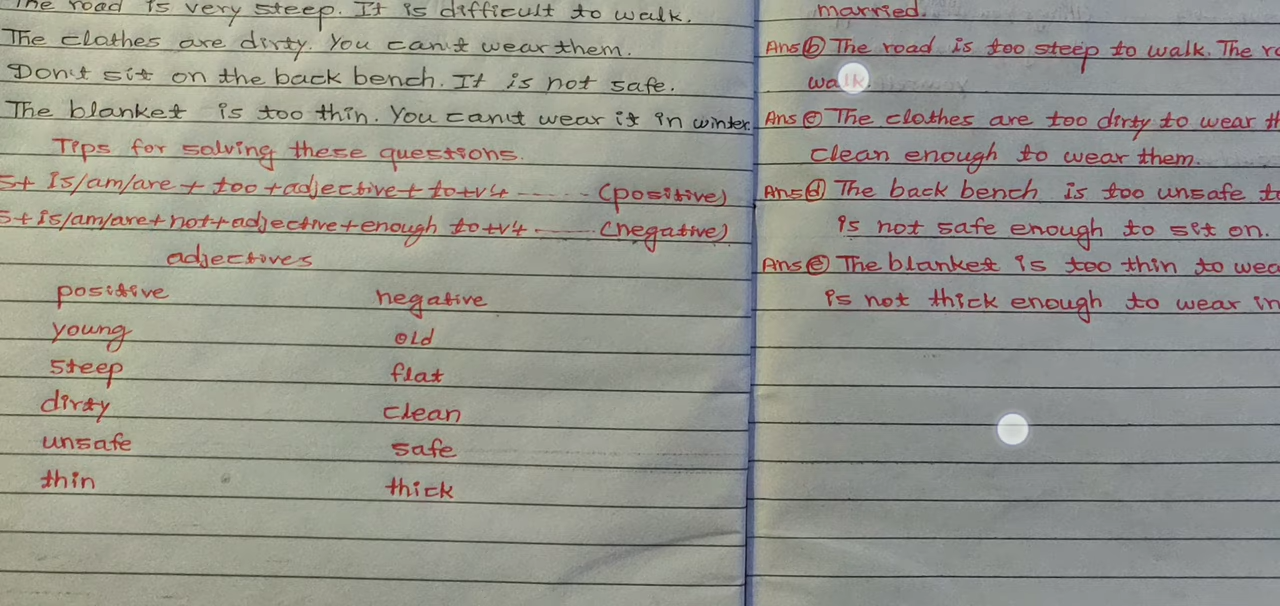 The road is very steep. It is difficult to walk.
The clothes are dirty. You can't wear them.
Don't sit on the back bench. It is not safe.
The blanket is too thin. You can't wear it in winter.
Tips for solving these questions.
S+ Is/am/are + too + adjective + to+v4 ........ (positive)
S+is/am/are+not+adjective+enough to+v4 ........ (negative)
adjectives
positive negative
young old
steep flat
dirty clean
unsafe safe
thin thick
married.
Ans (b) The road is too steep to walk. The
walk.
Ans (c) The clothes are too dirty to wear
clean enough to wear them.
Ans (d) The back bench is too unsafe
is not safe enough to sit on.
Ans (e) The blanket is too thin to
is not thick enough to wear in